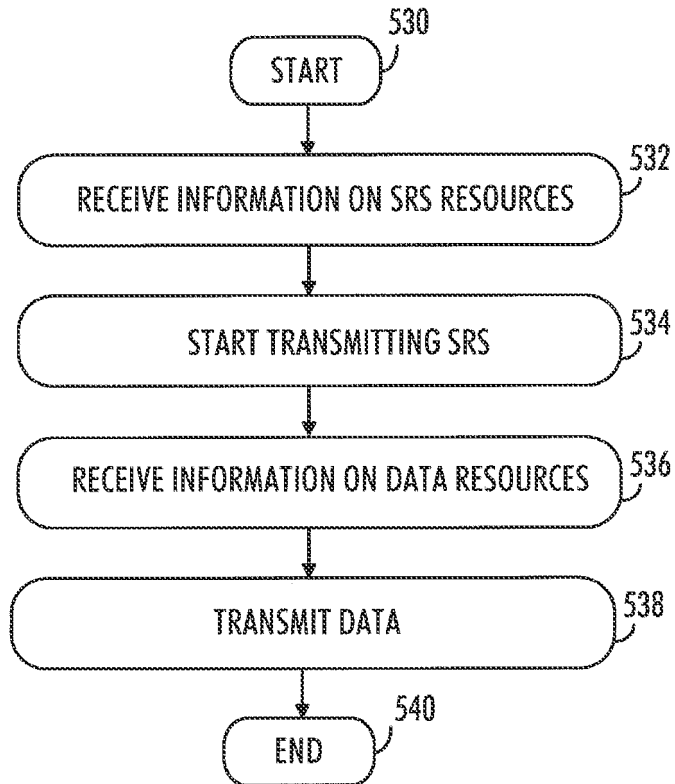 530
START
532
RECEIVE INFORMATION ON SRS RESOURCES
534
START TRANSMITTING SRS
536
RECEIVE INFORMATION ON DATA RESOURCES
538
TRANSMIT DATA
540
END